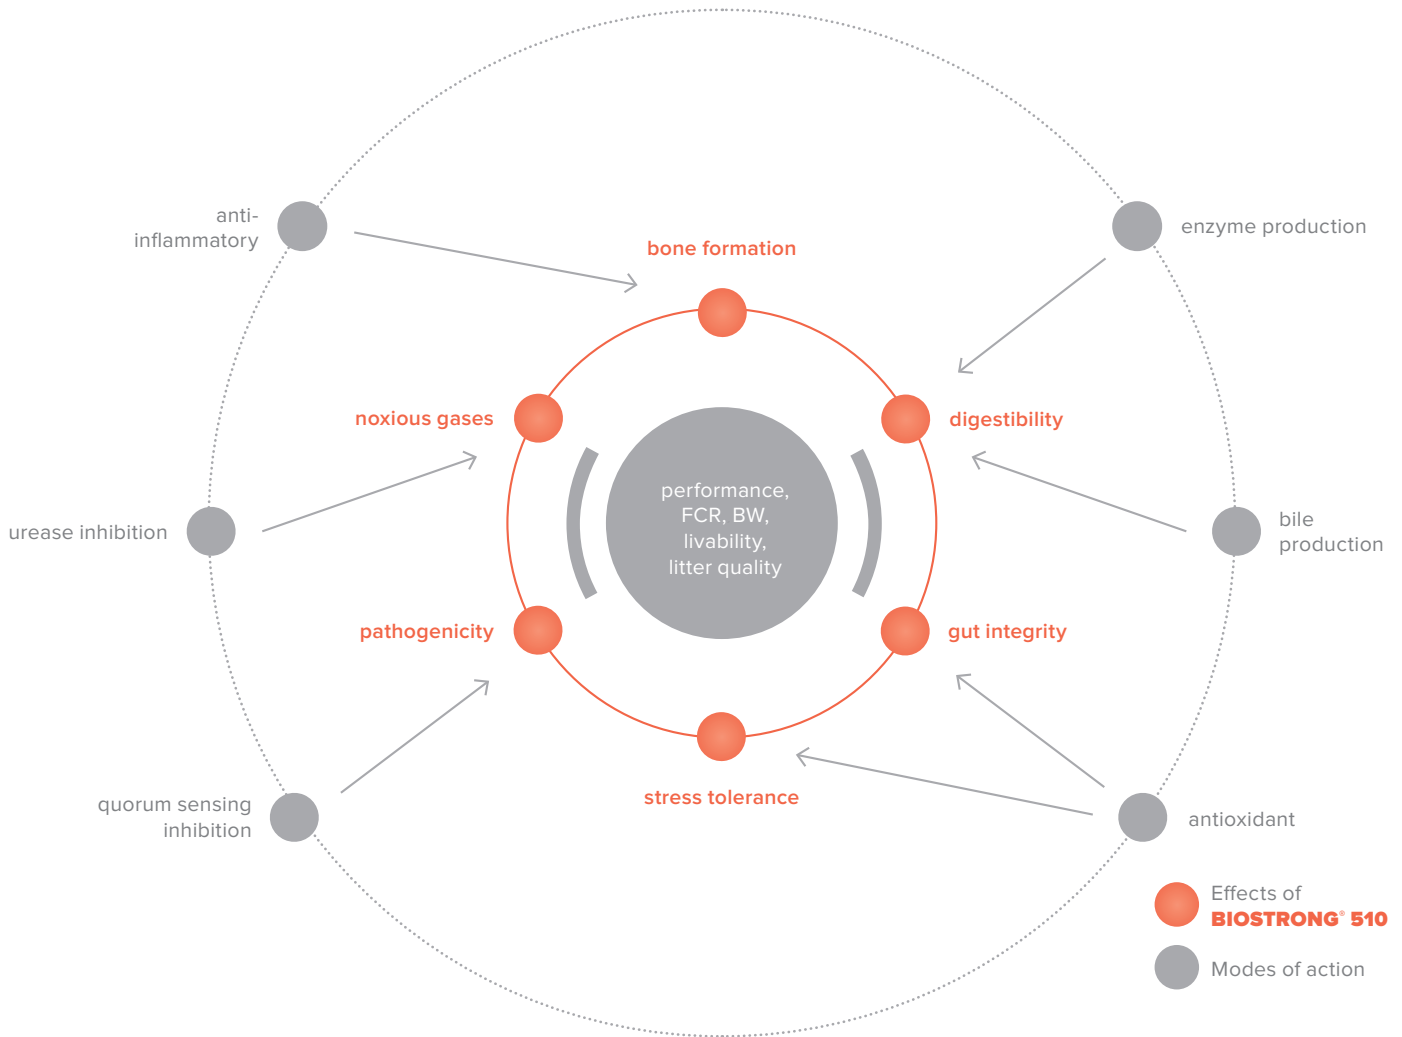 anti-
inflammatory
enzyme production
bone formation
noxious gases
digestibility
performance,
FCR, BW,
livability,
litter quality
urease inhibition
bile
production
pathogenicity
gut integrity
stress tolerance
quorum sensing
inhibition
antioxidant
Effects of
BIOSTRONG® 510
Modes of action